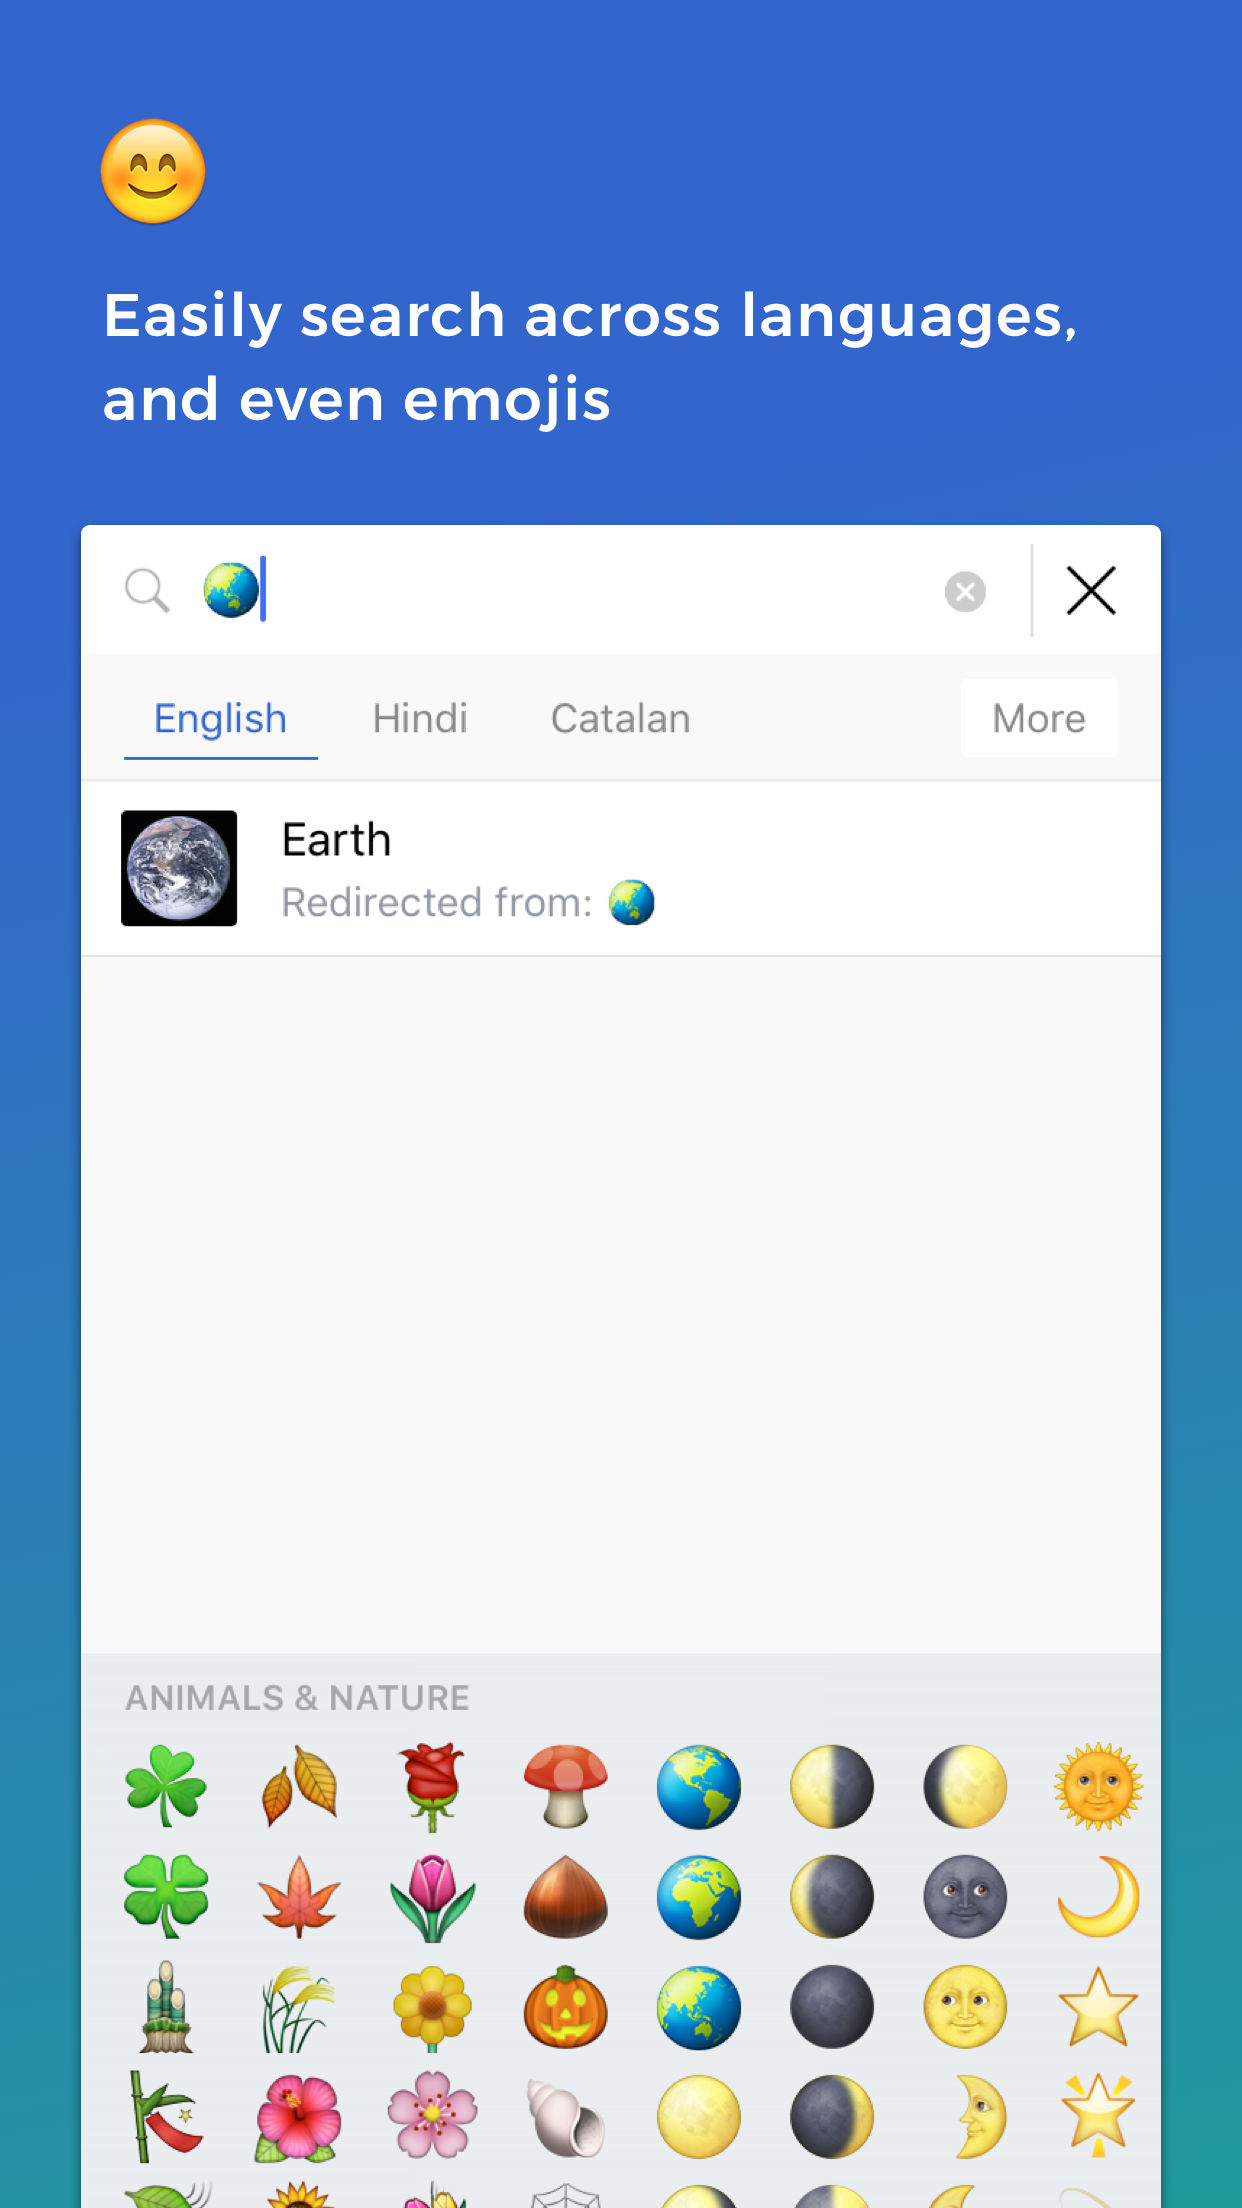 Easily search across languages,
and even emojis
English Hindi Catalan More
Earth
Redirected from:
ANIMALS & NATURE